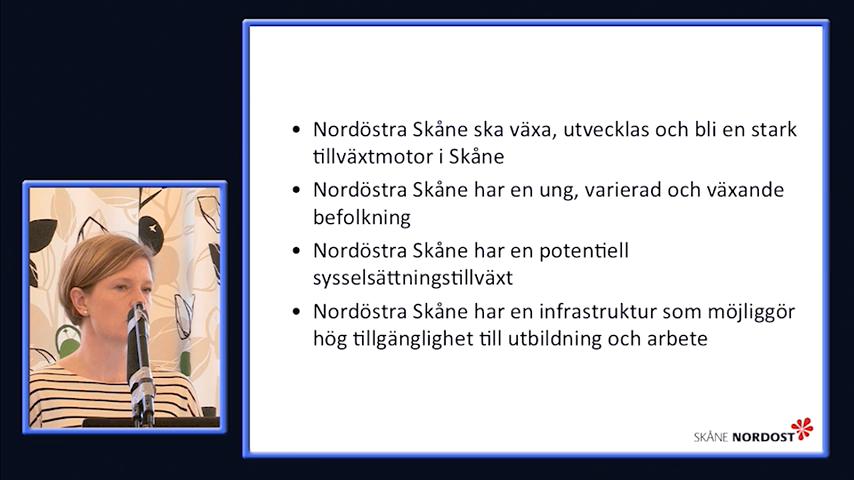 • Nordöstra Skåne ska växa, utvecklas och bli en stark
tillväxtmotor i Skåne
• Nordöstra Skåne har en ung, varierad och växande
befolkning
• Nordöstra Skåne har en potentiell
sysselsättningstillväxt
• Nordöstra Skåne har en infrastruktur som möjliggör
hög tillgänglighet till utbildning och arbete
SKÅNE NORDOST